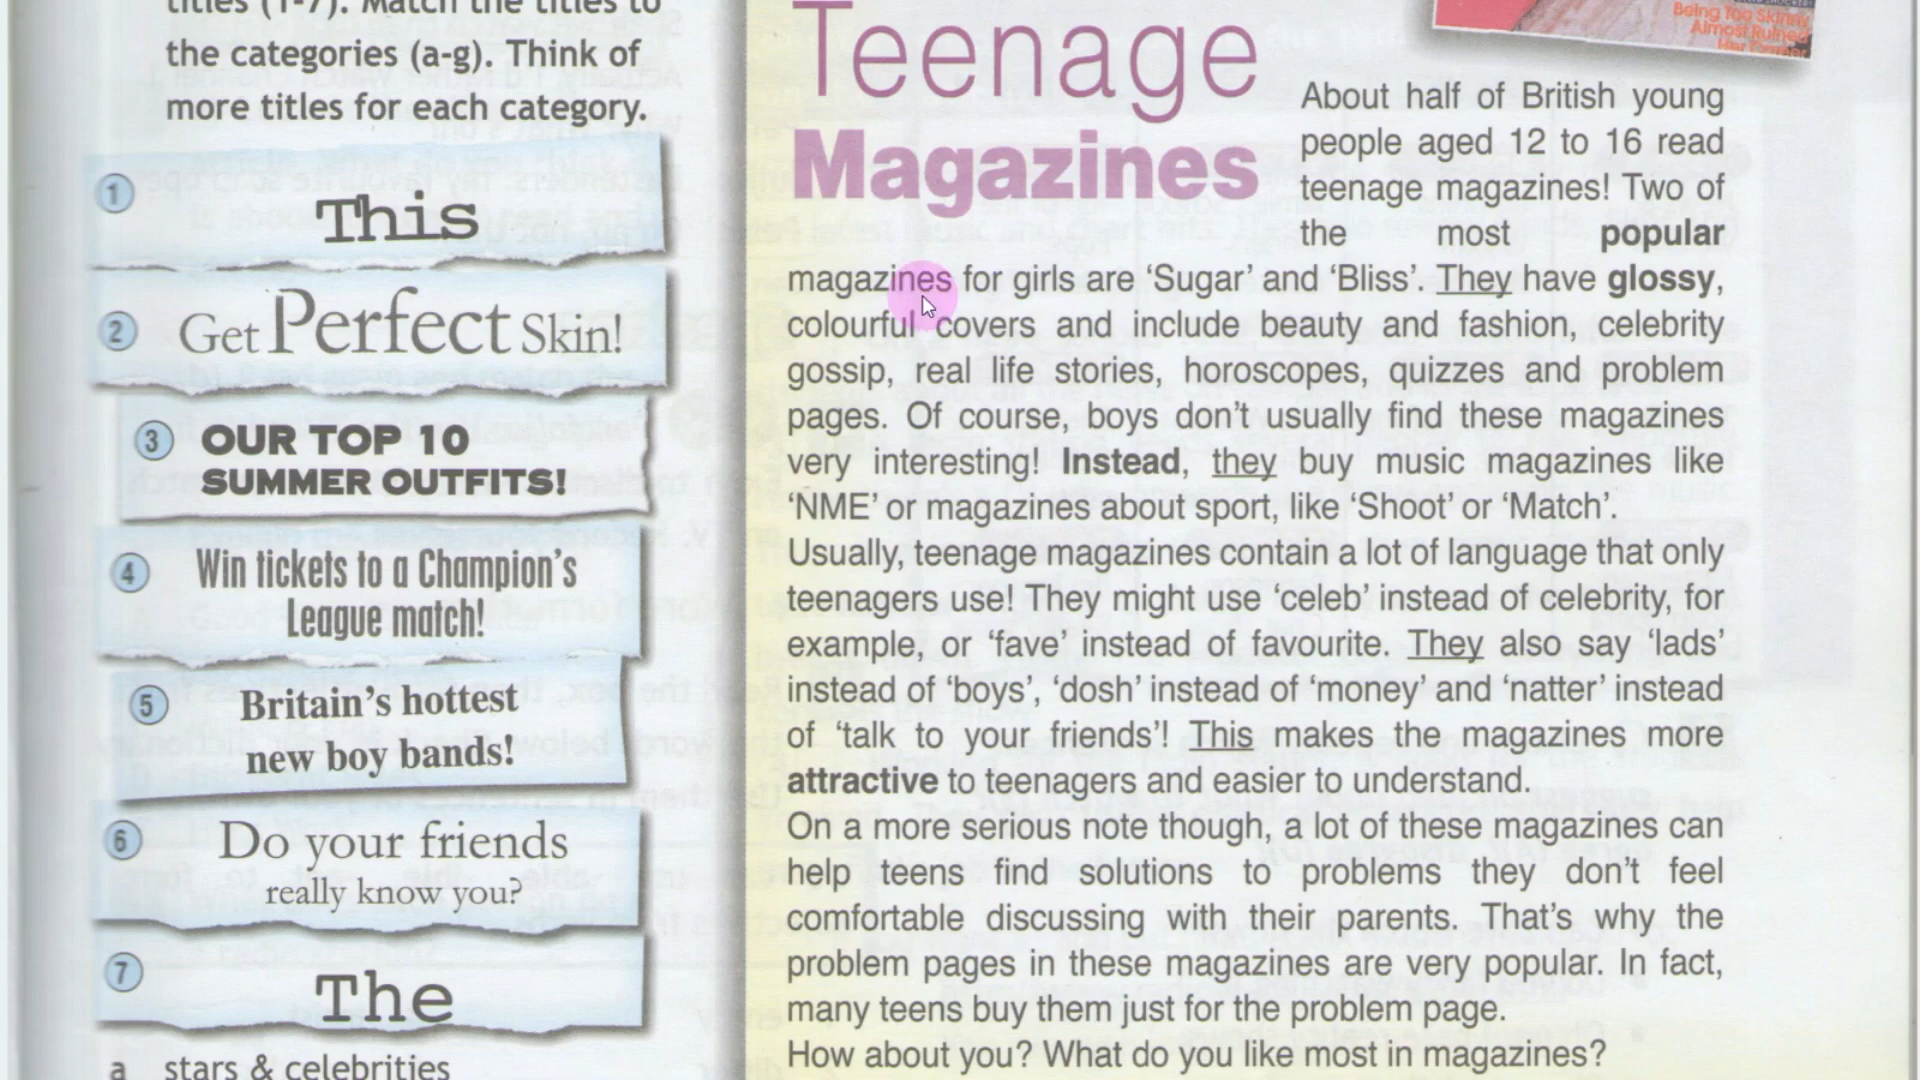 titles (1-7). Match the titles to
the categories (a-g). Think of
more titles for each category.
1 This
2 Get Perfect Skin!
3 OUR TOP 10
SUMMER OUTFITS!
4 Win tickets to a Champion's
League match!
5 Britain's hottest
new boy bands!
6 Do your friends
really know you?
7 The
a stars & celebrities
Being Too Skinny
Almost Ruined
Teenage
Magazines
About half of British young
people aged 12 to 16 read
teenage magazines! Two of
the most popular
magazines for girls are ‘Sugar’ and ‘Bliss’. They have glossy,
colourful covers and include beauty and fashion, celebrity
gossip, real life stories, horoscopes, quizzes and problem
pages. Of course, boys don’t usually find these magazines
very interesting! Instead, they buy music magazines like
‘NME’ or magazines about sport, like ‘Shoot’ or ‘Match’.
Usually, teenage magazines contain a lot of language that only
teenagers use! They might use ‘celeb’ instead of celebrity, for
example, or ‘fave’ instead of favourite. They also say ‘lads’
instead of ‘boys’, ‘dosh’ instead of ‘money’ and ‘natter’ instead
of ‘talk to your friends’! This makes the magazines more
attractive to teenagers and easier to understand.
On a more serious note though, a lot of these magazines can
help teens find solutions to problems they don’t feel
comfortable discussing with their parents. That’s why the
problem pages in these magazines are very popular. In fact,
many teens buy them just for the problem page.
How about you? What do you like most in magazines?